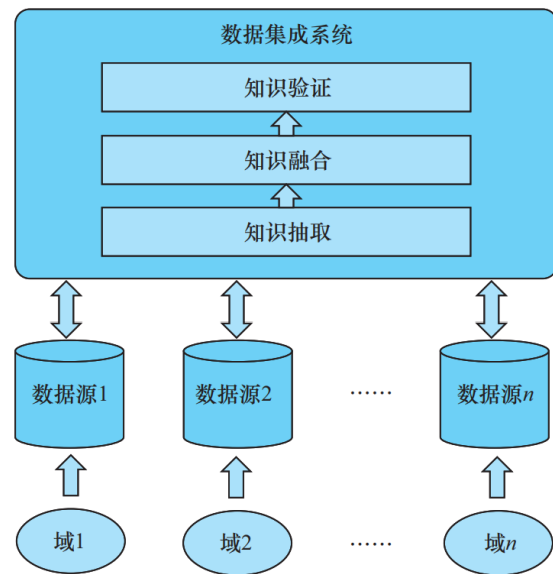 数据集成系统
知识验证
知识融合
知识抽取
数据源1 数据源2 …… 数据源n
域1 域2 …… 域n